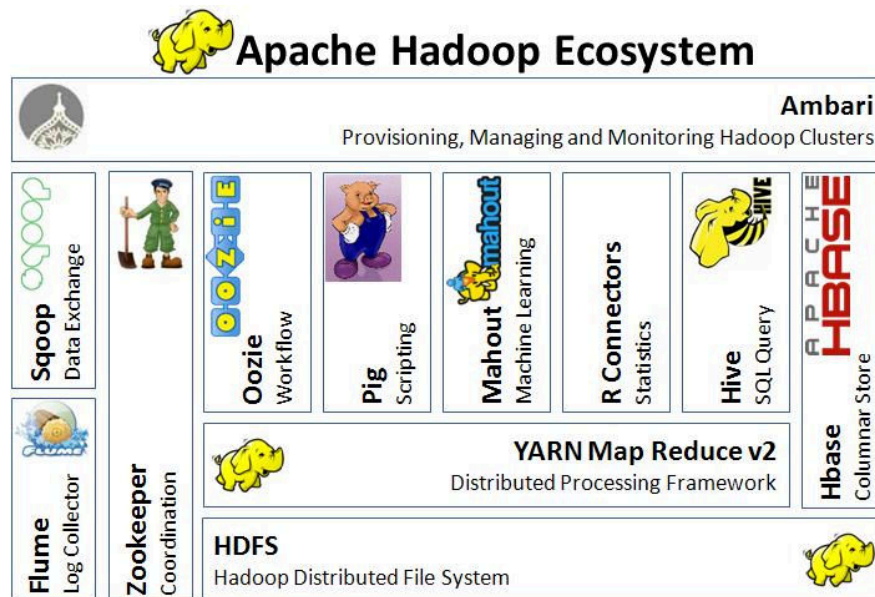 Apache Hadoop Ecosystem
Ambari
Provisioning, Managing and Monitoring Hadoop Clusters
Sqoop
Sqoop
Data Exchange
Zookeeper
Coordination
OOZIE
Oozie
Workflow
Pig
Scripting
mahout
Mahout
Machine Learning
R Connectors
Statistics
HIVE
Hive
SQL Query
APACHE
HBASE
Hbase
Columnar Store
FLUME
Flume
Log Collector
YARN Map Reduce v2
Distributed Processing Framework
HDFS
Hadoop Distributed File System